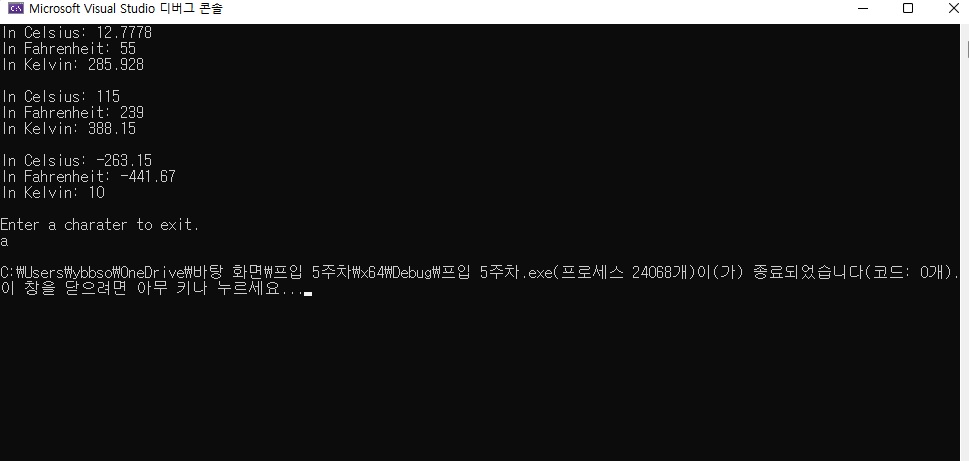 Microsoft Visual Studio 디버그 콘솔
In Celsius: 12.7778
In Fahrenheit: 55
In Kelvin: 285.928
In Celsius: 115
In Fahrenheit: 239
In Kelvin: 388.15
In Celsius: -263.15
In Fahrenheit: -441.67
In Kelvin: 10
Enter a charater to exit.
a
C:₩Users₩ybbso₩OneDrive₩바탕 화면₩프입 5주차₩x64₩Debug₩프입 5주차.exe(프로세스 24068개)이(가) 종료되었습니다(코드: 0개).
이 창을 닫으려면 아무 키나 누르세요...